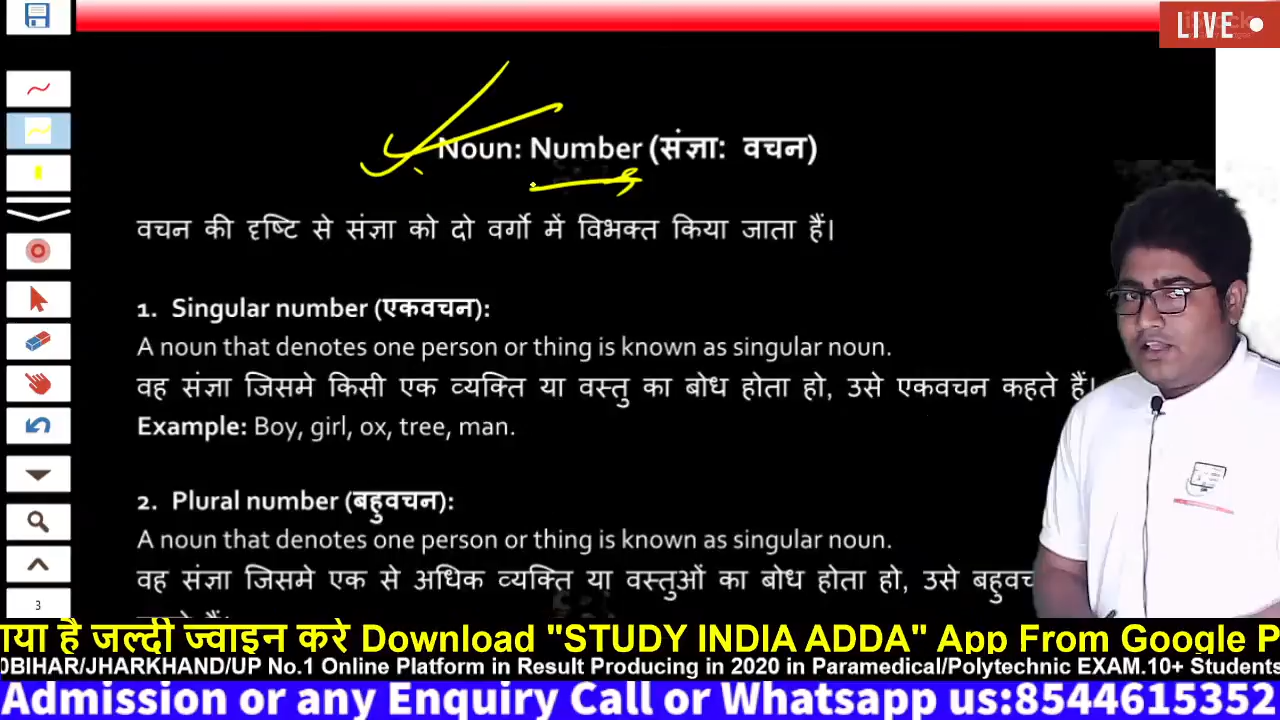 LIVE
Noun: Number (संज्ञा: वचन)
वचन की दृष्टि से संज्ञा को दो वर्गो में विभक्त किया जाता हैं।
1. Singular number (एकवचन):
A noun that denotes one person or thing is known as singular noun.
वह संज्ञा जिसमे किसी एक व्यक्ति या वस्तु का बोध होता हो, उसे एकवचन कहते हैं।
Example: Boy, girl, ox, tree, man.
2. Plural number (बहुवचन):
A noun that denotes one person or thing is known as singular noun.
वह संज्ञा जिसमे एक से अधिक व्यक्ति या वस्तुओं का बोध होता हो, उसे बहुवच
3
गया है जल्दी ज्वाइन करे Download "STUDY INDIA ADDA" App From Google P
0BIHAR/JHARKHAND/UP No.1 Online Platform in Result Producing in 2020 in Paramedical/Polytechnic EXAM.10+ Students
Admission or any Enquiry Call or Whatsapp us:8544615352